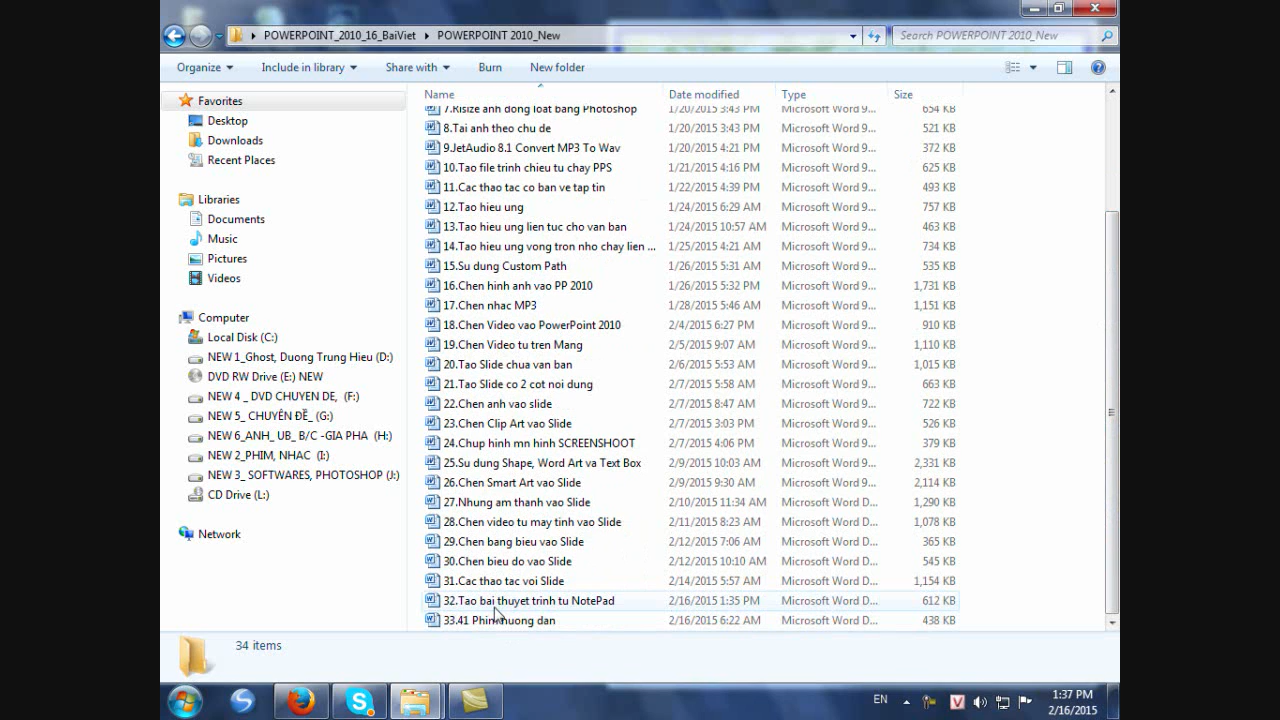 POWERPOINT_2010_16_BaiViet ▸ POWERPOINT 2010_New
Search POWERPOINT 2010_New
Organize Include in library Share with Burn New folder
Name Date modified Type Size
7.Risize anh dong loat bang Photoshop 1/20/2015 3:43 PM Microsoft Word 9... 654 KB
8.Tai anh theo chu de 1/20/2015 3:43 PM Microsoft Word 9... 521 KB
9.JetAudio 8.1 Convert MP3 To Wav 1/20/2015 4:21 PM Microsoft Word 9... 372 KB
10.Tao file trinh chieu tu chay PPS 1/21/2015 4:16 PM Microsoft Word 9... 625 KB
11.Cac thao tac co ban ve tap tin 1/22/2015 4:39 PM Microsoft Word 9... 493 KB
12.Tao hieu ung 1/24/2015 6:29 AM Microsoft Word 9... 757 KB
13.Tao hieu ung lien tuc cho van ban 1/24/2015 10:57 AM Microsoft Word 9... 463 KB
14.Tao hieu ung vong tron nho chay lien ... 1/25/2015 4:21 AM Microsoft Word 9... 734 KB
15.Su dung Custom Path 1/26/2015 5:31 AM Microsoft Word 9... 535 KB
16.Chen hinh anh vao PP 2010 1/26/2015 5:32 PM Microsoft Word 9... 1,731 KB
17.Chen nhac MP3 1/28/2015 5:46 AM Microsoft Word 9... 1,151 KB
18.Chen Video vao PowerPoint 2010 2/4/2015 6:27 PM Microsoft Word 9... 910 KB
19.Chen Video tu tren Mang 2/5/2015 9:07 AM Microsoft Word 9... 1,110 KB
20.Tao Slide chua van ban 2/6/2015 5:53 AM Microsoft Word 9... 1,015 KB
21.Tao Slide co 2 cot noi dung 2/7/2015 5:58 AM Microsoft Word 9... 663 KB
22.Chen anh vao slide 2/7/2015 8:47 AM Microsoft Word 9... 722 KB
23.Chen Clip Art vao Slide 2/7/2015 3:03 PM Microsoft Word 9... 526 KB
24.Chup hinh mn hinh SCREENSHOOT 2/7/2015 4:06 PM Microsoft Word 9... 379 KB
25.Su dung Shape, Word Art va Text Box 2/9/2015 10:03 AM Microsoft Word 9... 2,331 KB
26.Chen Smart Art vao Slide 2/9/2015 9:30 AM Microsoft Word 9... 2,114 KB
27.Nhung am thanh vao Slide 2/10/2015 11:34 AM Microsoft Word D... 1,290 KB
28.Chen video tu may tinh vao Slide 2/11/2015 8:23 AM Microsoft Word D... 1,078 KB
29.Chen bang bieu vao Slide 2/12/2015 7:06 AM Microsoft Word D... 365 KB
30.Chen bieu do vao Slide 2/12/2015 10:10 AM Microsoft Word D... 545 KB
31.Cac thao tac voi Slide 2/14/2015 5:57 AM Microsoft Word D... 1,154 KB
32.Tao bai thuyet trinh tu NotePad 2/16/2015 1:35 PM Microsoft Word D... 612 KB
33.41 Phim huong dan 2/16/2015 6:22 AM Microsoft Word D... 438 KB
Favorites
Desktop
Downloads
Recent Places
Libraries
Documents
Music
Pictures
Videos
Computer
Local Disk (C:)
NEW 1_Ghost, Duong Trung Hieu (D:)
DVD RW Drive (E:) NEW
NEW 4 _ DVD CHUYEN DE, (F:)
NEW 5_ CHUYÊN ĐỀ_ (G:)
NEW 6_ANH_ UB_ B/C -GIA PHA (H:)
NEW 2_PHIM, NHAC (I:)
NEW 3_ SOFTWARES, PHOTOSHOP (J:)
CD Drive (L:)
Network
34 items
EN
1:37 PM
2/16/2015